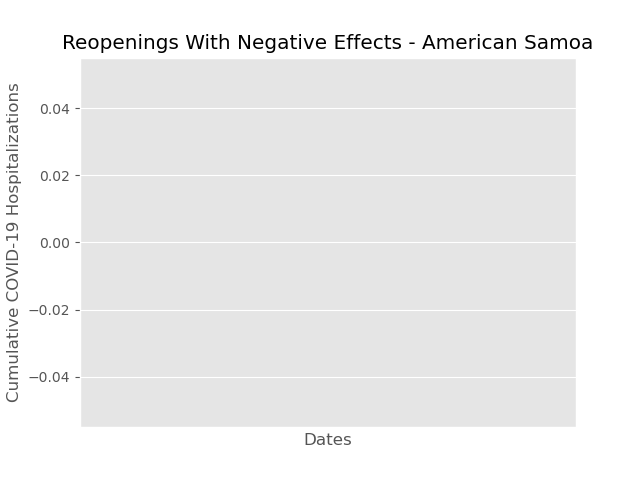 Reopenings With Negative Effects - American Samoa
Cumulative COVID-19 Hospitalizations
0.04
0.02
0.00
−0.02
−0.04
Dates